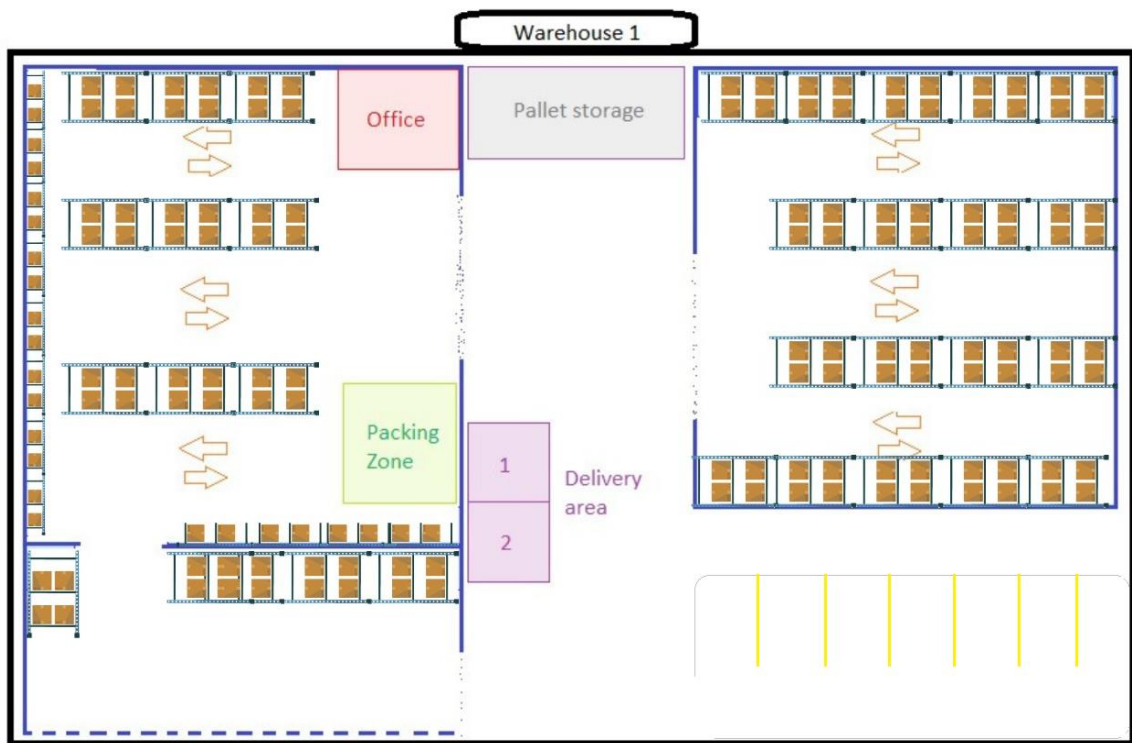 Warehouse 1
Office
Pallet storage
Packing
Zone
1
2
Delivery
area